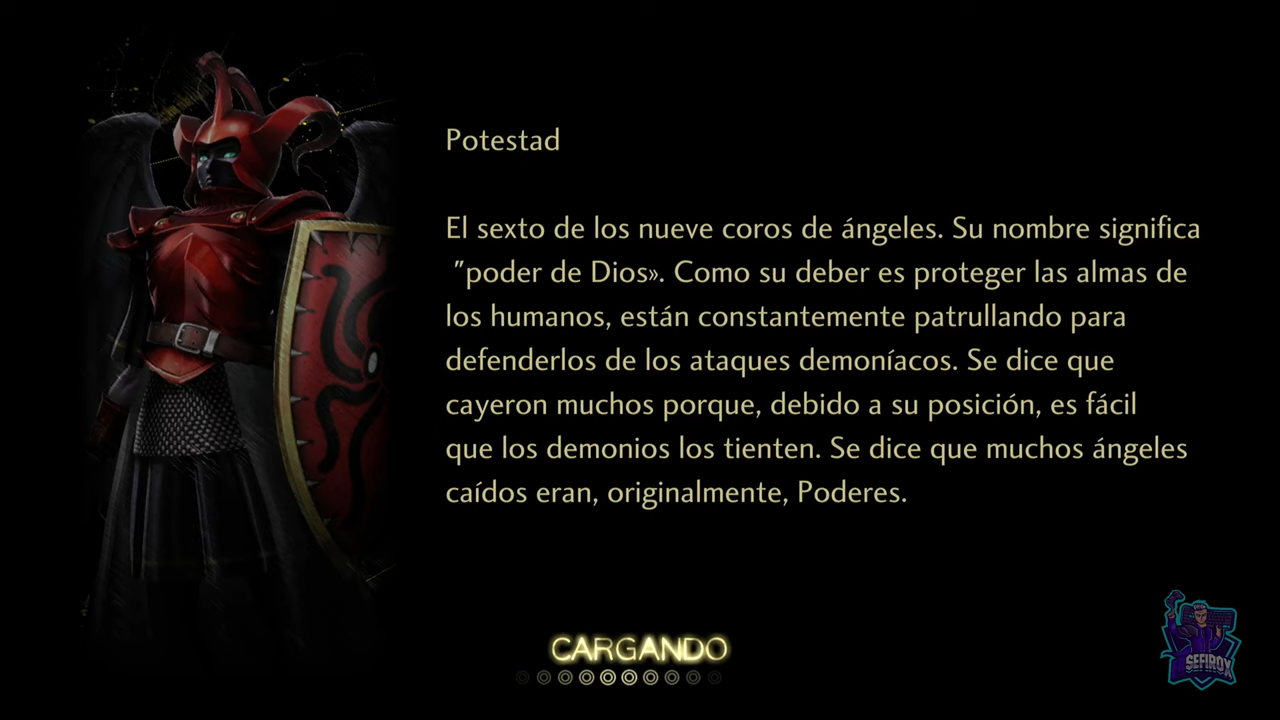 Potestad
El sexto de los nueve coros de ángeles. Su nombre significa
"poder de Dios». Como su deber es proteger las almas de
los humanos, están constantemente patrullando para
defenderlos de los ataques demoníacos. Se dice que
cayeron muchos porque, debido a su posición, es fácil
que los demonios los tienten. Se dice que muchos ángeles
caídos eran, originalmente, Poderes.
CARGANDO
SEFIROX